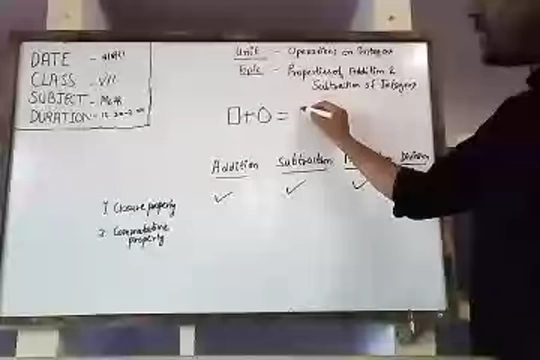 DATE -
CLASS - VII
SUBJECT - Math
DURATION -
Unit - Operations on Integers
Topic - Properties of Addition &
Subtraction of Integers
□ + ○ =
Addition Subtraction Division
✓ ✓ ✓
1 Closure property
2 Commutative
property